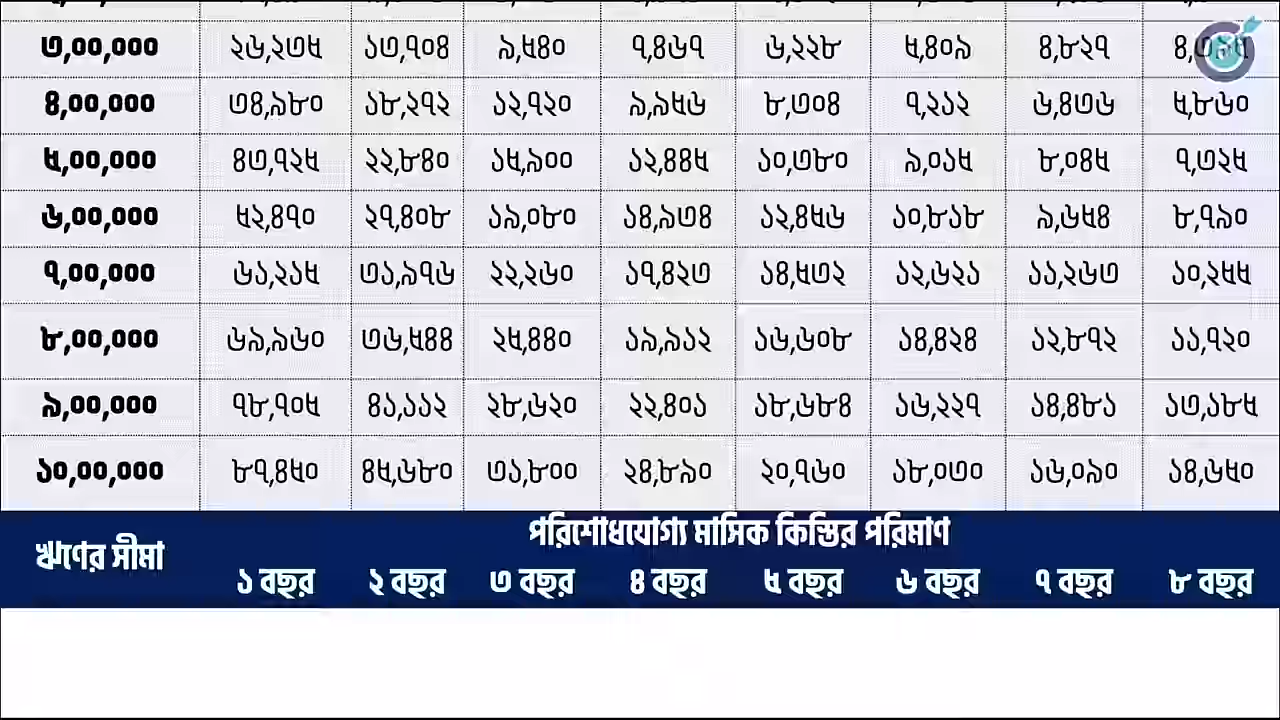 ৩,০০,০০০ ২৬,২৩৫ ১৩,৭০৪ ৯,৫৪০ ৭,৪৬৭ ৬,২২৮ ৫,৪০৯ ৪,৮২৭
৪,০০,০০০ ৩৪,৯৮০ ১৮,২৭২ ১২,৭২০ ৯,৯৫৬ ৮,৩০৪ ৭,২১২ ৬,৪৩৬ ৫,৮৬০
৫,০০,০০০ ৪৩,৭২৫ ২২,৮৪০ ১৫,৯০০ ১২,৪৪৫ ১০,৩৮০ ৯,০১৫ ৮,০৪৫ ৭,৩২৫
৬,০০,০০০ ৫২,৪৭০ ২৭,৪০৮ ১৯,০৮০ ১৪,৯৩৪ ১২,৪৫৬ ১০,৮১৮ ৯,৬৫৪ ৮,৭৯০
৭,০০,০০০ ৬১,২১৫ ৩১,৯৭৬ ২২,২৬০ ১৭,৪২৩ ১৪,৫৩২ ১২,৬২১ ১১,২৬৩ ১০,২৫৫
৮,০০,০০০ ৬৯,৯৬০ ৩৬,৫৪৪ ২৫,৪৪০ ১৯,৯১২ ১৬,৬০৮ ১৪,৪২৪ ১২,৮৭২ ১১,৭২০
৯,০০,০০০ ৭৮,৭০৫ ৪১,১১২ ২৮,৬২০ ২২,৪০১ ১৮,৬৮৪ ১৬,২২৭ ১৪,৪৮১ ১৩,১৮৫
১০,০০,০০০ ৮৭,৪৫০ ৪৫,৬৮০ ৩১,৮০০ ২৪,৮৯০ ২০,৭৬০ ১৮,০৩০ ১৬,০৯০ ১৪,৬৫০
ঋণের সীমা
পরিশোধযোগ্য মাসিক কিস্তির পরিমাণ
১ বছর ২ বছর ৩ বছর ৪ বছর ৫ বছর ৬ বছর ৭ বছর ৮ বছর